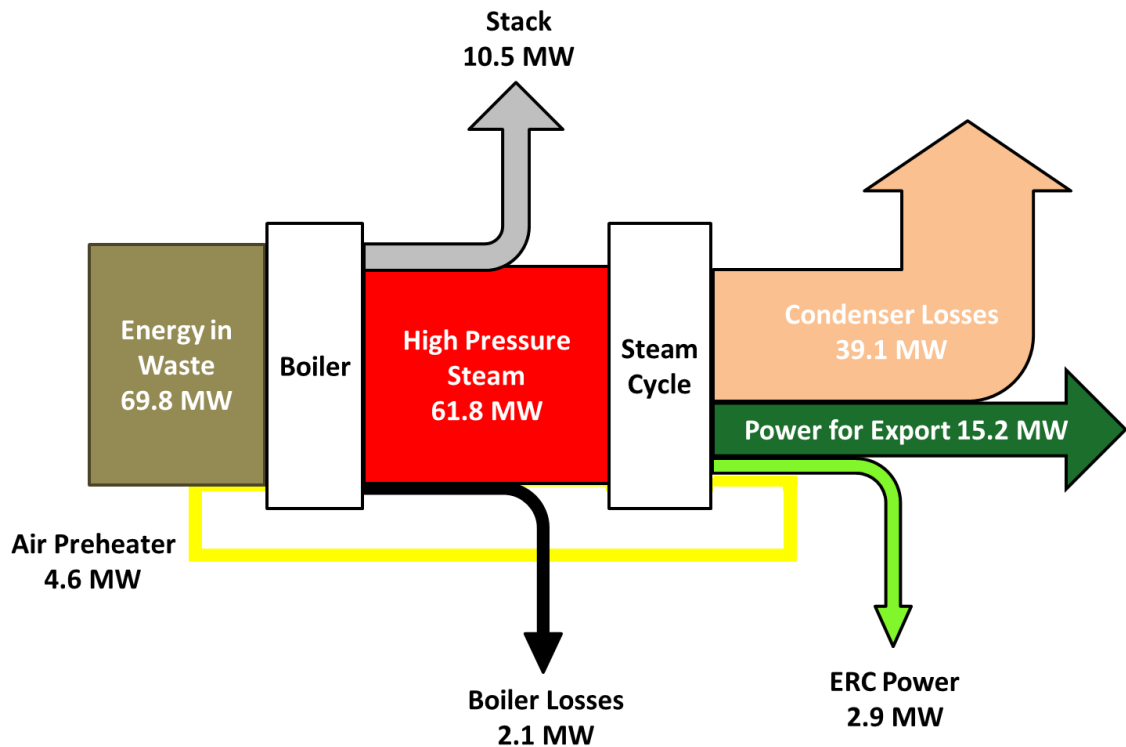 Stack
10.5 MW
Energy in
Waste
69.8 MW
Boiler
High Pressure
Steam
61.8 MW
Steam
Cycle
Condenser Losses
39.1 MW
Power for Export 15.2 MW
Air Preheater
4.6 MW
Boiler Losses
2.1 MW
ERC Power
2.9 MW